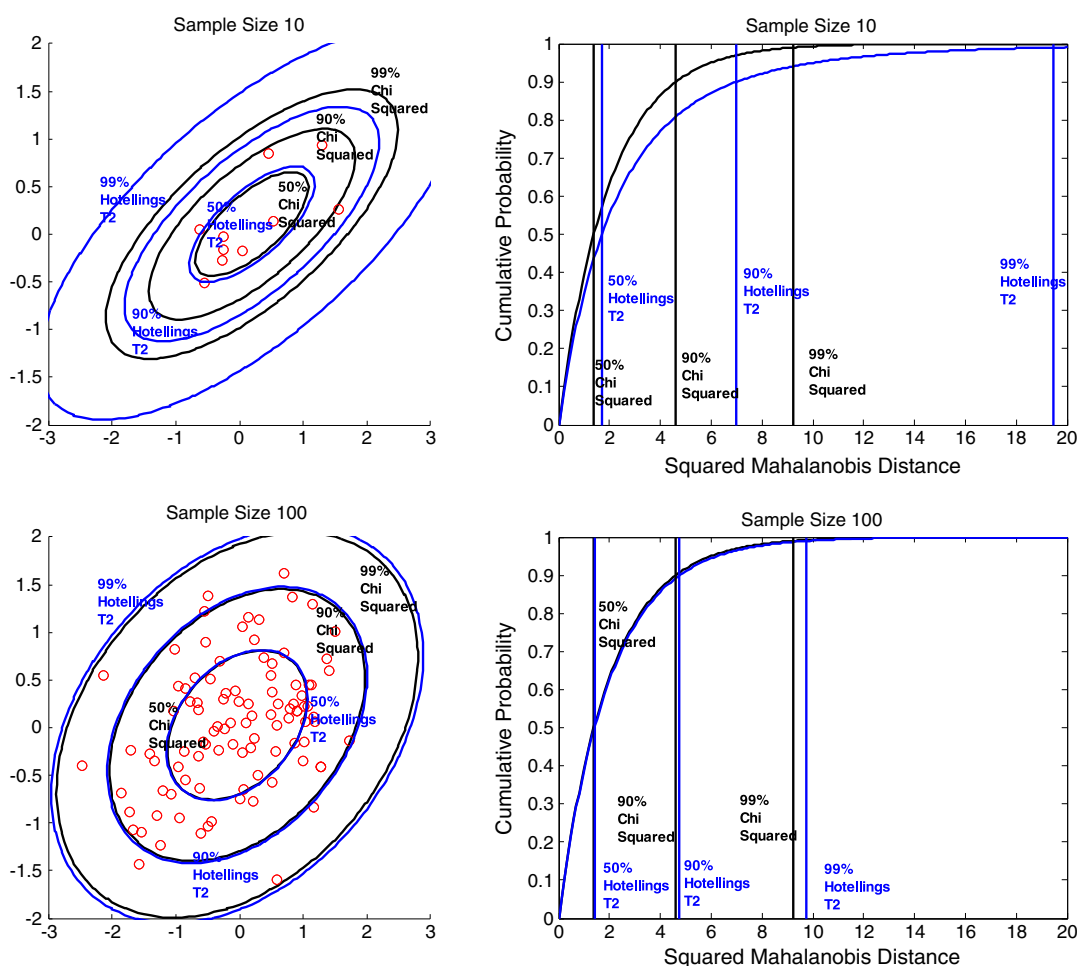 Sample Size 10
2
1.5
1
0.5
0
-0.5
-1
-1.5
-2
-3
-2
-1
0
1
2
3
99%
Chi
Squared
90%
Chi
Squared
50%
Chi
Squared
99%
Hotellings
T2
50%
Hotellings
T2
90%
Hotellings
T2
Sample Size 10
Cumulative Probability
1
0.9
0.8
0.7
0.6
0.5
0.4
0.3
0.2
0.1
0
0
2
4
6
8
10
12
14
16
18
20
Squared Mahalanobis Distance
50%
Hotellings
T2
90%
Hotellings
T2
99%
Hotellings
T2
50%
Chi
Squared
90%
Chi
Squared
99%
Chi
Squared
Sample Size 100
2
1.5
1
0.5
0
-0.5
-1
-1.5
-2
-3
-2
-1
0
1
2
3
99%
Hotellings
T2
99%
Chi
Squared
90%
Chi
Squared
50%
Chi
Squared
50%
Hotellings
T2
90%
Hotellings
T2
Sample Size 100
Cumulative Probability
1
0.9
0.8
0.7
0.6
0.5
0.4
0.3
0.2
0.1
0
0
2
4
6
8
10
12
14
16
18
20
Squared Mahalanobis Distance
50%
Chi
Squared
90%
Chi
Squared
99%
Chi
Squared
50%
Hotellings
T2
90%
Hotellings
T2
99%
Hotellings
T2